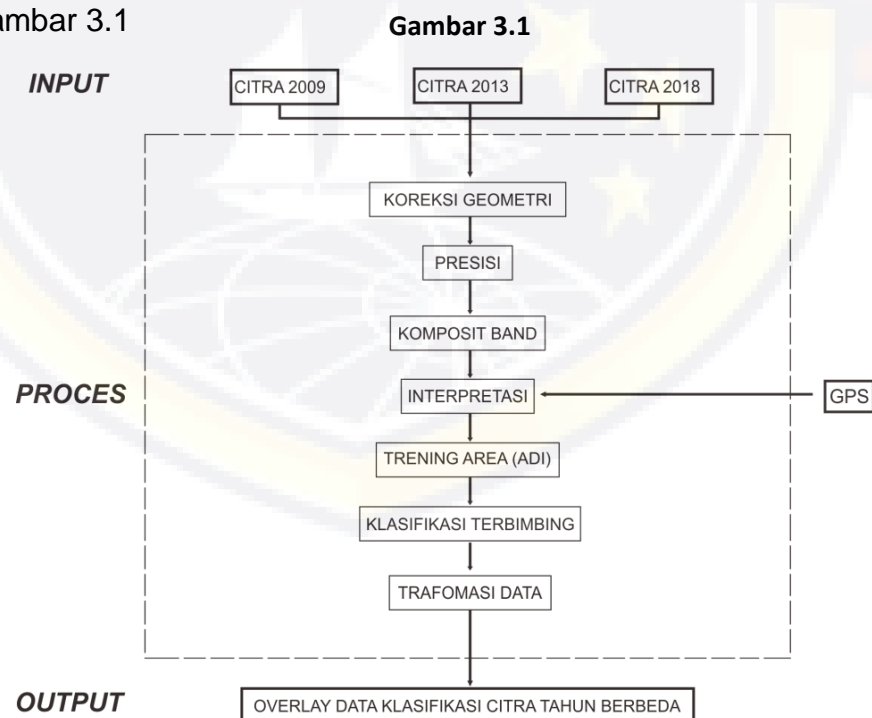 ambar 3.1
Gambar 3.1
INPUT
CITRA 2009
CITRA 2013
CITRA 2018
KOREKSI GEOMETRI
PRESISI
KOMPOSIT BAND
PROCES
INTERPRETASI
GPS
TRENING AREA (ADI)
KLASIFIKASI TERBIMBING
TRAFOMASI DATA
OUTPUT
OVERLAY DATA KLASIFIKASI CITRA TAHUN BERBEDA